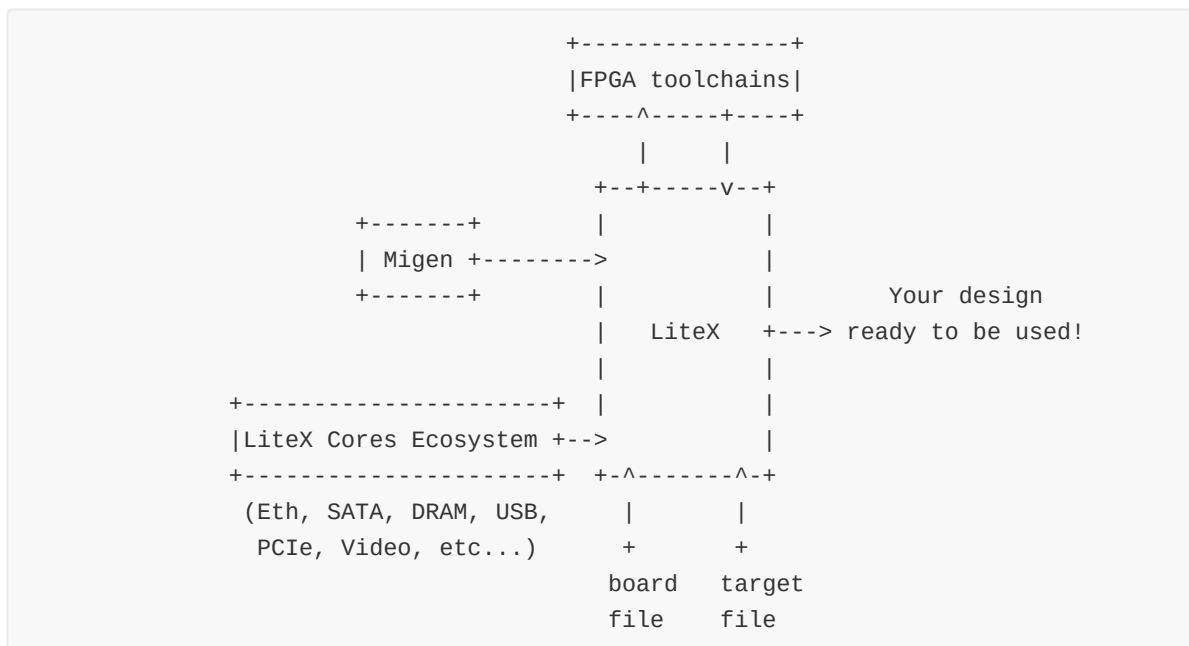 +---------------+
|FPGA toolchains|
+----^-----+----+
|     |
+--+-----v--+
+-------+        |           |
| Migen +-------->           |
+-------+        |           |        Your design
|   LiteX   +---> ready to be used!
|           |
+----------------------+  |           |
|LiteX Cores Ecosystem +-->           |
+----------------------+  +-^-------^-+
(Eth, SATA, DRAM, USB,     |       |
PCIe, Video, etc...)      +       +
board   target
file    file